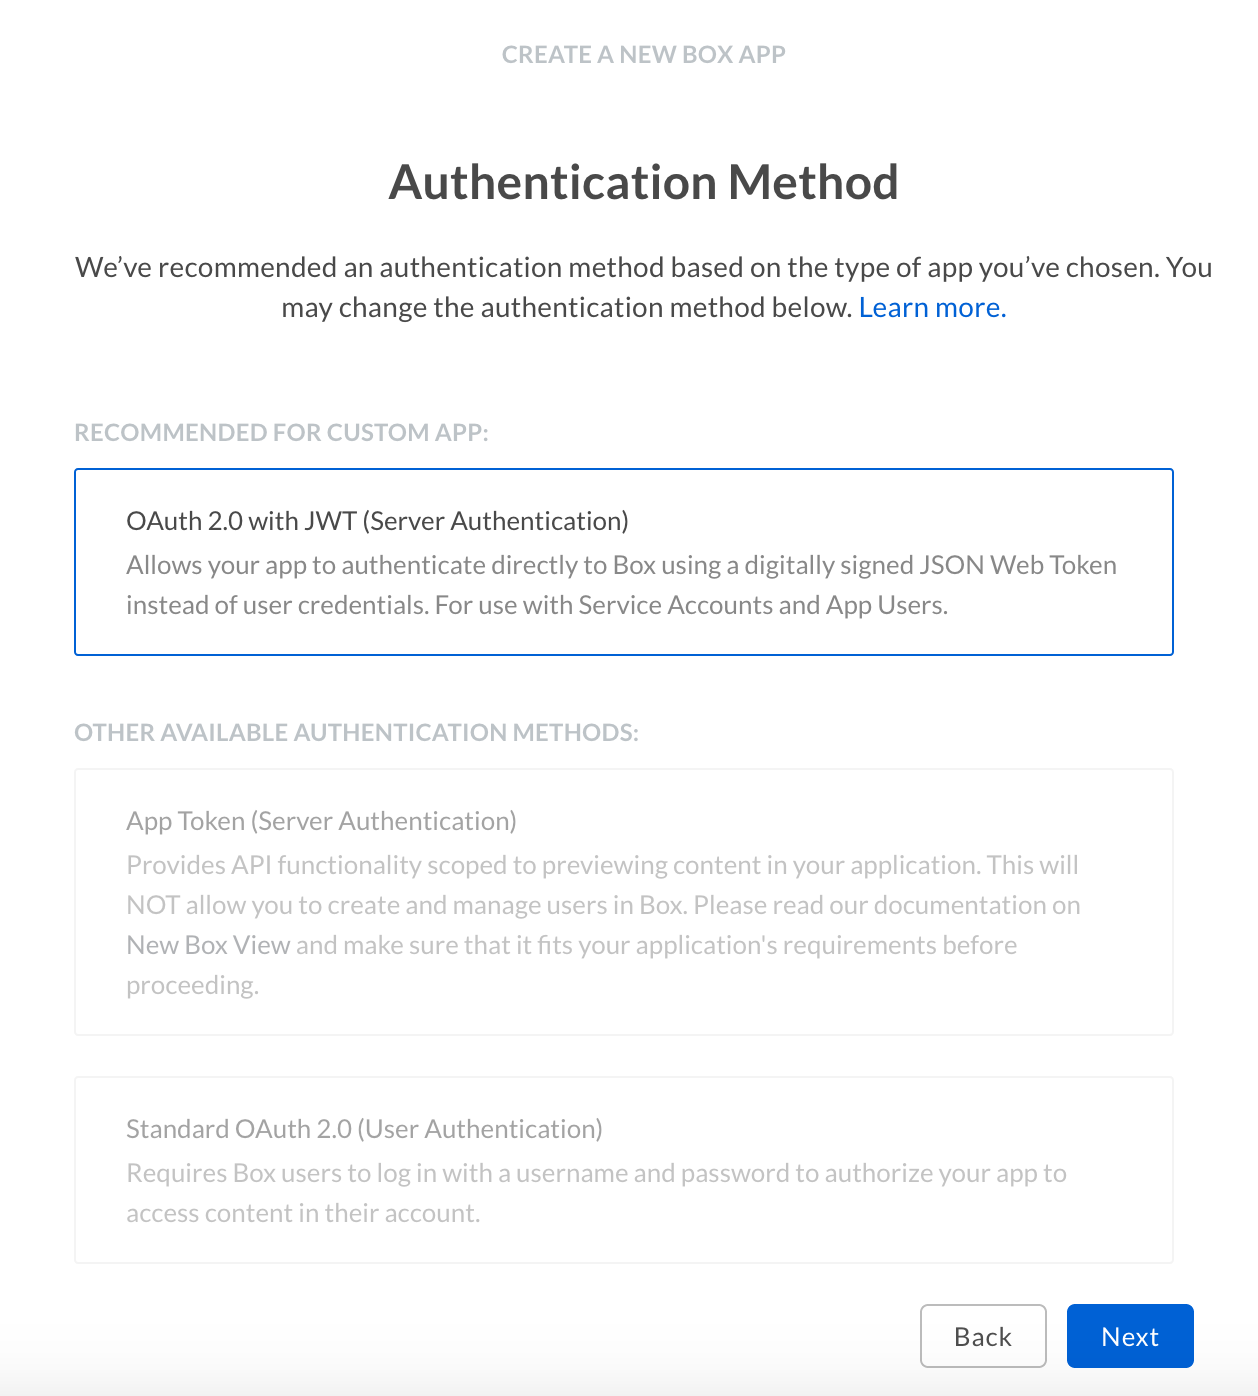 CREATE A NEW BOX APP
Authentication Method
We’ve recommended an authentication method based on the type of app you’ve chosen. You
may change the authentication method below. Learn more.
RECOMMENDED FOR CUSTOM APP:
OAuth 2.0 with JWT (Server Authentication)
Allows your app to authenticate directly to Box using a digitally signed JSON Web Token
instead of user credentials. For use with Service Accounts and App Users.
OTHER AVAILABLE AUTHENTICATION METHODS:
App Token (Server Authentication)
Provides API functionality scoped to previewing content in your application. This will
NOT allow you to create and manage users in Box. Please read our documentation on
New Box View and make sure that it fits your application's requirements before
proceeding.
Standard OAuth 2.0 (User Authentication)
Requires Box users to log in with a username and password to authorize your app to
access content in their account.
Back
Next